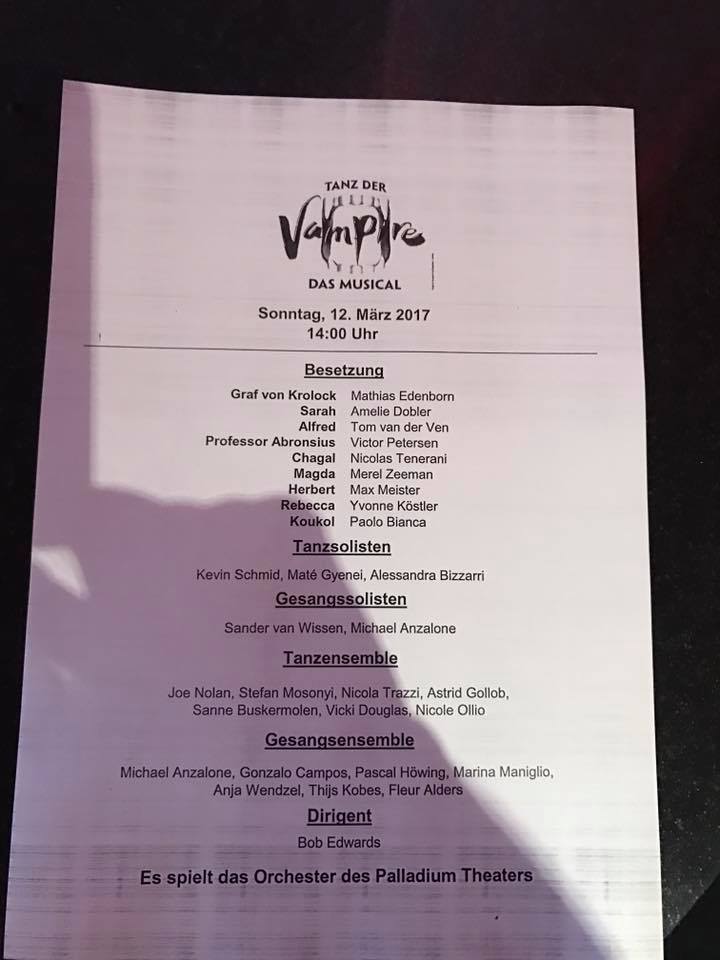 TANZ DER
Vampire
DAS MUSICAL
Sonntag, 12. März 2017
14:00 Uhr
Besetzung
Graf von Krolock Mathias Edenborn
Sarah Amelie Dobler
Alfred Tom van der Ven
Professor Abronsius Victor Petersen
Chagal Nicolas Tenerani
Magda Merel Zeeman
Herbert Max Meister
Rebecca Yvonne Köstler
Koukol Paolo Bianca
Tanzsolisten
Kevin Schmid, Maté Gyenei, Alessandra Bizzarri
Gesangssolisten
Sander van Wissen, Michael Anzalone
Tanzensemble
Joe Nolan, Stefan Mosonyi, Nicola Trazzi, Astrid Gollob,
Sanne Buskermolen, Vicki Douglas, Nicole Ollio
Gesangsensemble
Michael Anzalone, Gonzalo Campos, Pascal Höwing, Marina Maniglio,
Anja Wendzel, Thijs Kobes, Fleur Alders
Dirigent
Bob Edwards
Es spielt das Orchester des Palladium Theaters